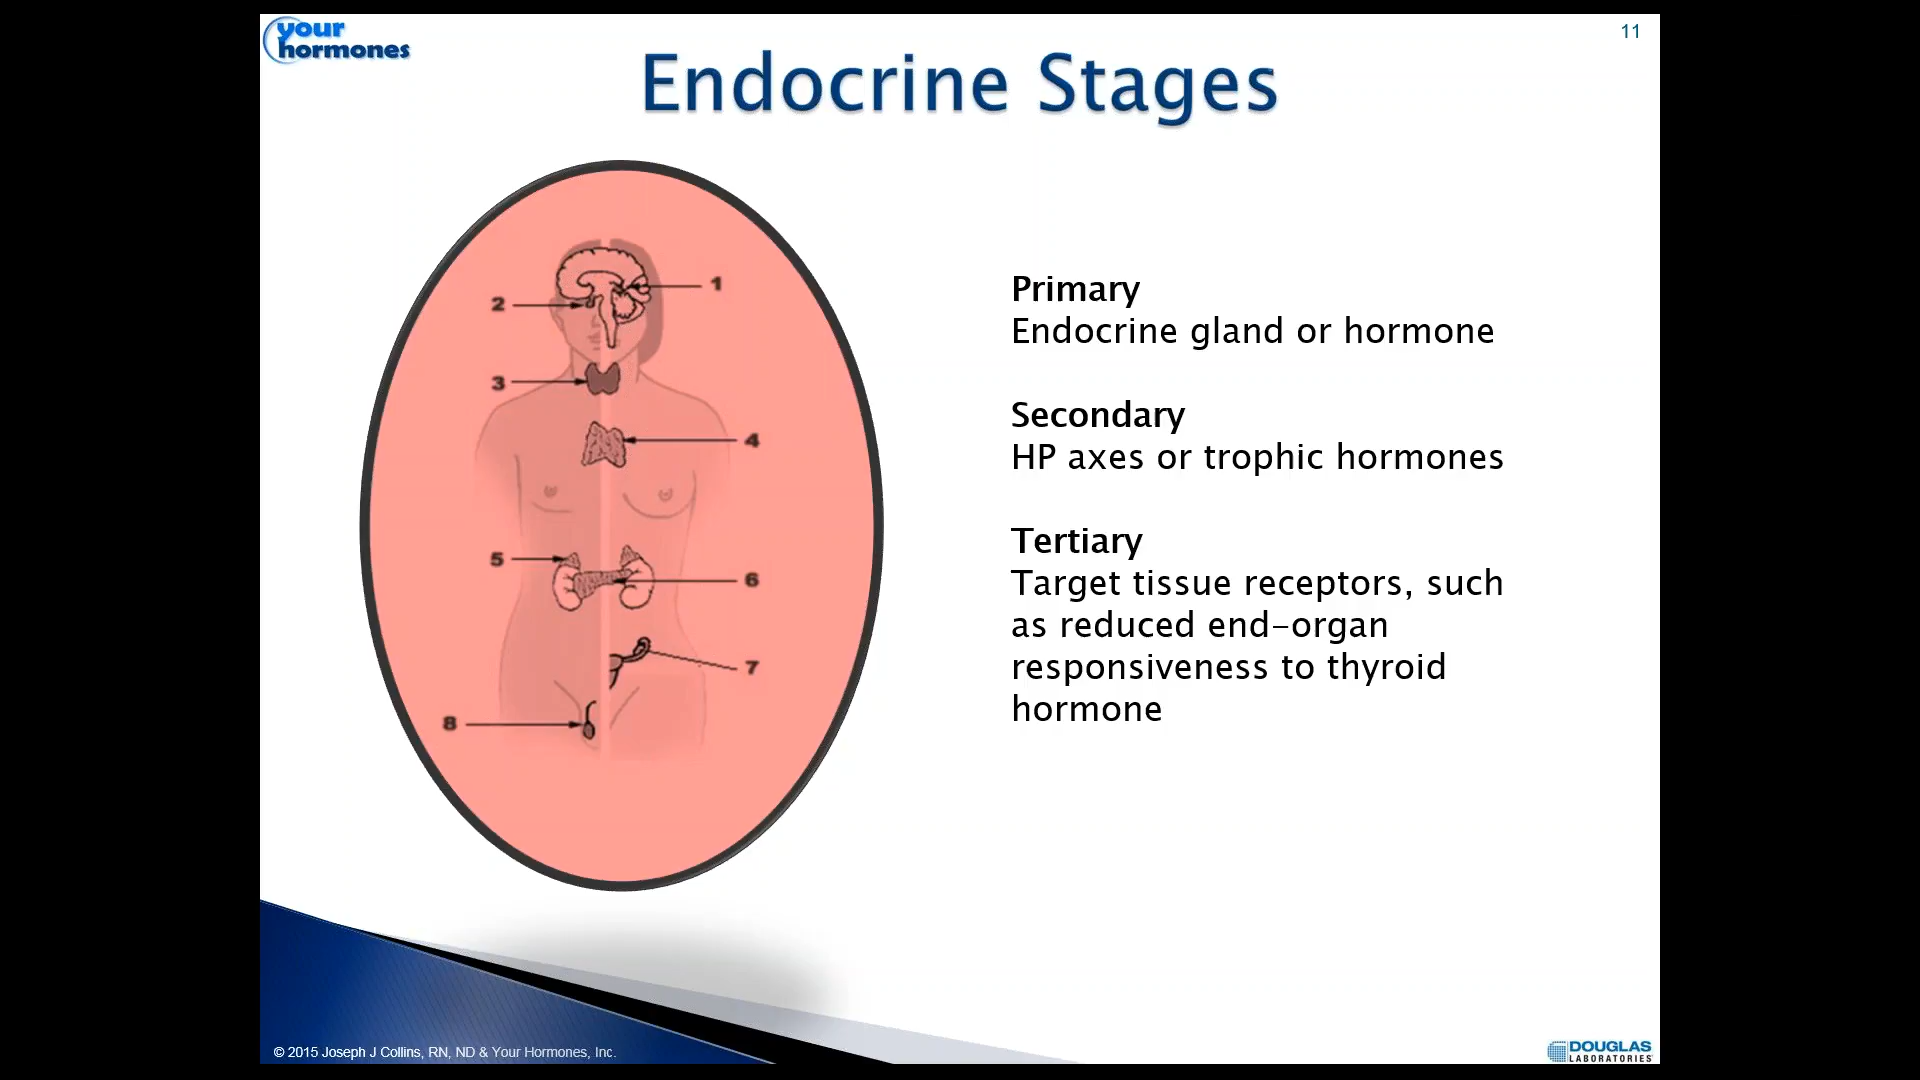 your
hormones
11
Endocrine Stages
1
2
3
4
5
6
7
8
Primary
Endocrine gland or hormone
Secondary
HP axes or trophic hormones
Tertiary
Target tissue receptors, such
as reduced end-organ
responsiveness to thyroid
hormone
© 2015 Joseph J Collins, RN, ND & Your Hormones, Inc.
DOUGLAS
LABORATORIES